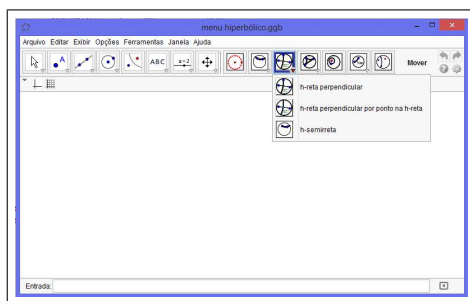 menu hiperbólico.ggb
Arquivo Editar Exibir Opções Ferramentas Janela Ajuda
A ABC a=2 Mover
h-reta perpendicular
h-reta perpendicular por ponto na h-reta
h-semirreta
Entrada: